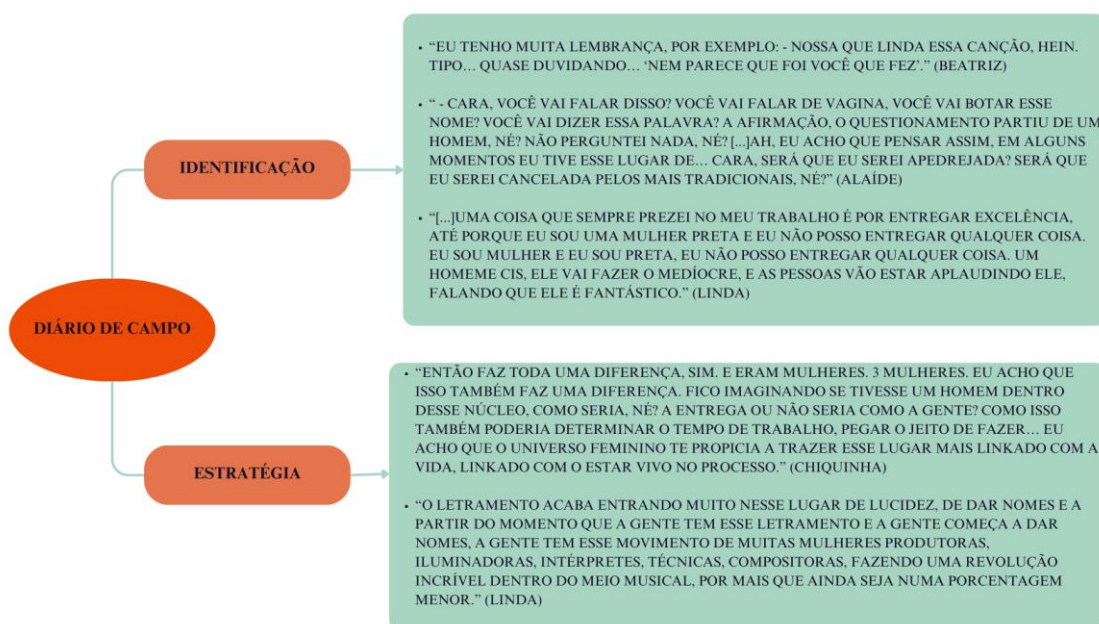 DIÁRIO DE CAMPO
IDENTIFICAÇÃO
• “EU TENHO MUITA LEMBRANÇA, POR EXEMPLO: - NOSSA QUE LINDA ESSA CANÇÃO, HEIN.
TIPO… QUASE DUVIDANDO… ‘NEM PARECE QUE FOI VOCÊ QUE FEZ’.” (BEATRIZ)
• “ - CARA, VOCÊ VAI FALAR DISSO? VOCÊ VAI FALAR DE VAGINA, VOCÊ VAI BOTAR ESSE
NOME? VOCÊ VAI DIZER ESSA PALAVRA? A AFIRMAÇÃO, O QUESTIONAMENTO PARTIU DE UM
HOMEM, NÉ? NÃO PERGUNTEI NADA, NÉ? [...]AH, EU ACHO QUE PENSAR ASSIM, EM ALGUNS
MOMENTOS EU TIVE ESSE LUGAR DE… CARA, SERÁ QUE EU SEREI APEDREJADA? SERÁ QUE
EU SEREI CANCELADA PELOS MAIS TRADICIONAIS, NÉ?” (ALAÍDE)
• “[...]UMA COISA QUE SEMPRE PREZEI NO MEU TRABALHO É POR ENTREGAR EXCELÊNCIA,
ATÉ PORQUE EU SOU UMA MULHER PRETA E EU NÃO POSSO ENTREGAR QUALQUER COISA.
EU SOU MULHER E EU SOU PRETA, EU NÃO POSSO ENTREGAR QUALQUER COISA. UM
HOMEME CIS, ELE VAI FAZER O MEDÍOCRE, E AS PESSOAS VÃO ESTAR APLAUDINDO ELE,
FALANDO QUE ELE É FANTÁSTICO.” (LINDA)
ESTRATÉGIA
• “ENTÃO FAZ TODA UMA DIFERENÇA, SIM. E ERAM MULHERES. 3 MULHERES. EU ACHO QUE
ISSO TAMBÉM FAZ UMA DIFERENÇA. FICO IMAGINANDO SE TIVESSE UM HOMEM DENTRO
DESSE NÚCLEO, COMO SERIA, NÉ? A ENTREGA OU NÃO SERIA COMO A GENTE? COMO ISSO
TAMBÉM PODERIA DETERMINAR O TEMPO DE TRABALHO, PEGAR O JEITO DE FAZER… EU
ACHO QUE O UNIVERSO FEMININO TE PROPICIA A TRAZER ESSE LUGAR MAIS LINKADO COM A
VIDA, LINKADO COM O ESTAR VIVO NO PROCESSO.” (CHIQUINHA)
• “O LETRAMENTO ACABA ENTRANDO MUITO NESSE LUGAR DE LUCIDEZ, DE DAR NOMES E A
PARTIR DO MOMENTO QUE A GENTE TEM ESSE LETRAMENTO E A GENTE COMEÇA A DAR
NOMES, A GENTE TEM ESSE MOVIMENTO DE MUITAS MULHERES PRODUTORAS,
ILUMINADORAS, INTÉRPRETES, TÉCNICAS, COMPOSITORAS, FAZENDO UMA REVOLUÇÃO
INCRÍVEL DENTRO DO MEIO MUSICAL, POR MAIS QUE AINDA SEJA NUMA PORCENTAGEM
MENOR.” (LINDA)